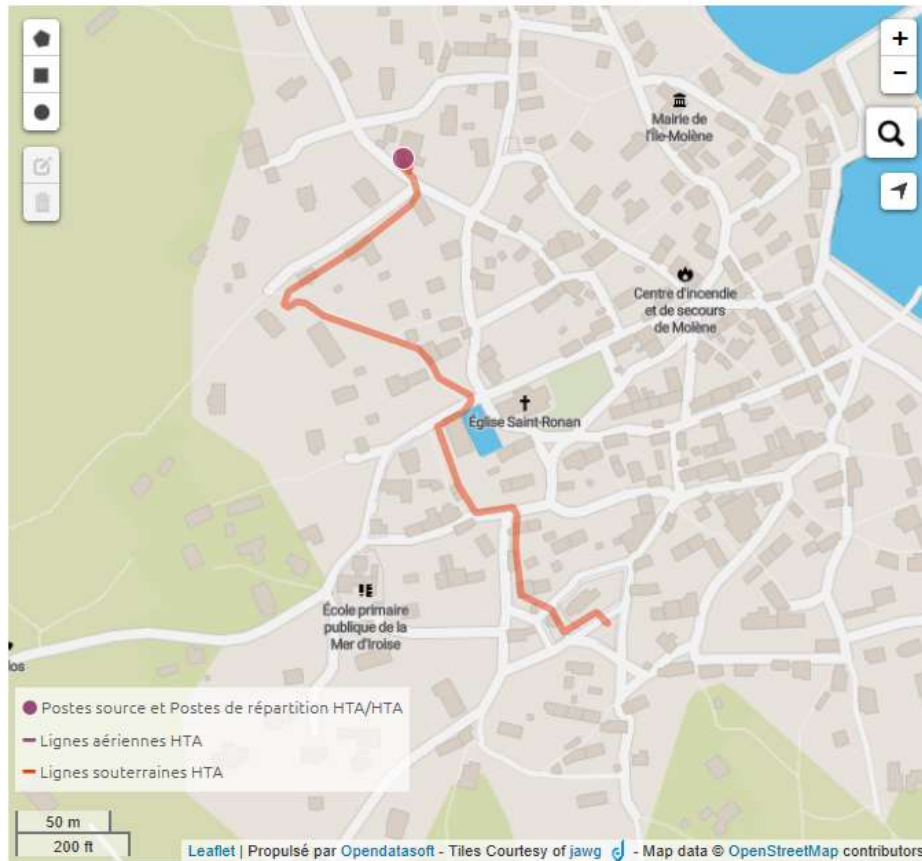 +
−
Mairie de
l'Île-Molène
Centre d'incendie
et de secours
de Molène
Église Saint-Ronan
École primaire
publique de la
Mer d'Iroise
los
Postes source et Postes de répartition HTA/HTA
Lignes aériennes HTA
Lignes souterraines HTA
50 m
200 ft
Leaflet | Propulsé par Opendatasoft - Tiles Courtesy of jawg - Map data © OpenStreetMap contributors